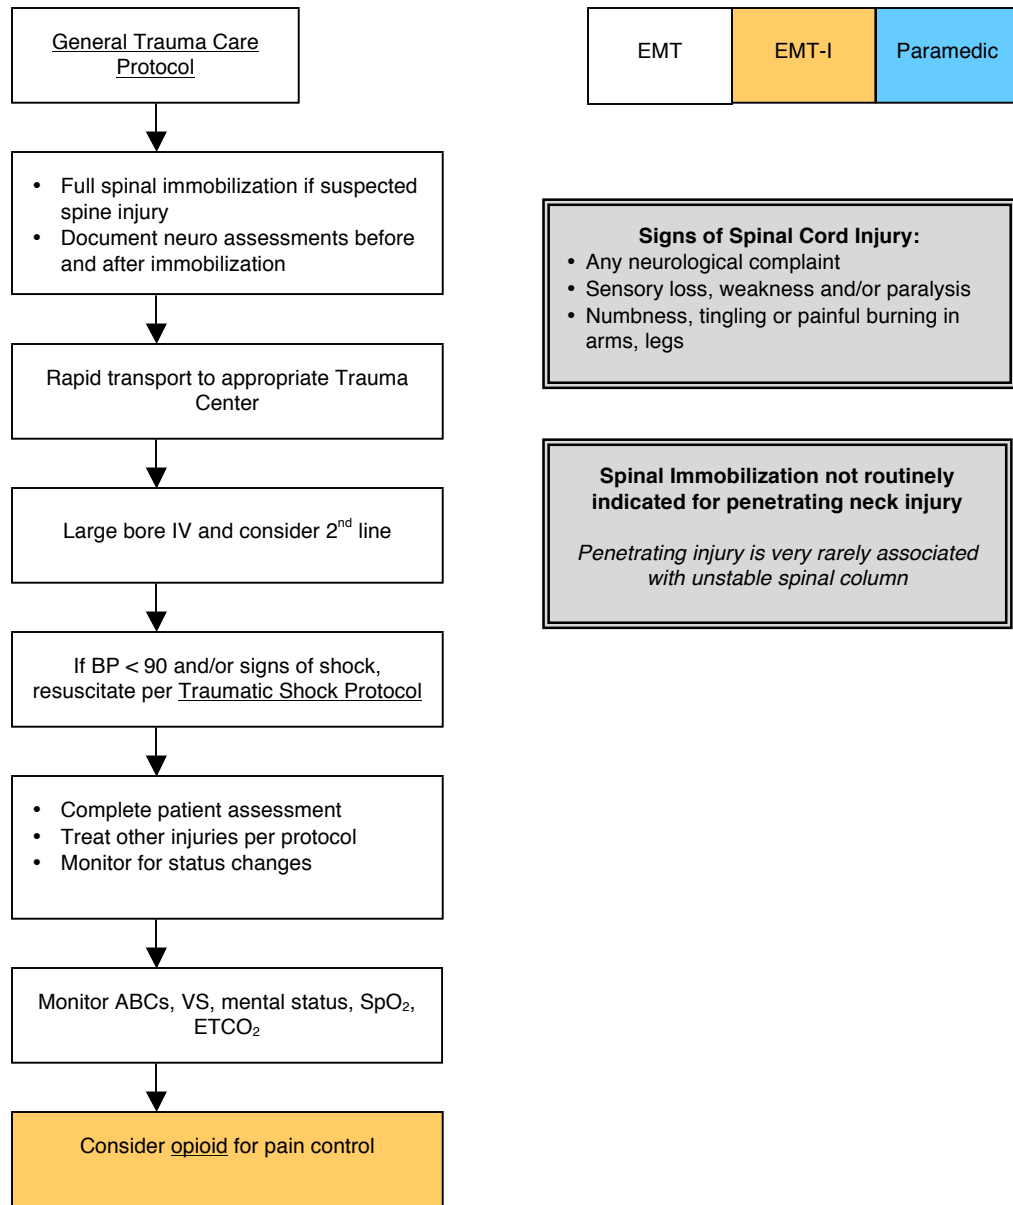 General Trauma Care
Protocol
EMT
EMT-I
Paramedic
• Full spinal immobilization if suspected
spine injury
• Document neuro assessments before
and after immobilization
Signs of Spinal Cord Injury:
• Any neurological complaint
• Sensory loss, weakness and/or paralysis
• Numbness, tingling or painful burning in
arms, legs
Rapid transport to appropriate Trauma
Center
Spinal Immobilization not routinely
indicated for penetrating neck injury
Penetrating injury is very rarely associated
with unstable spinal column
Large bore IV and consider 2nd line
If BP < 90 and/or signs of shock,
resuscitate per Traumatic Shock Protocol
• Complete patient assessment
• Treat other injuries per protocol
• Monitor for status changes
Monitor ABCs, VS, mental status, SpO₂,
ETCO₂
Consider opioid for pain control